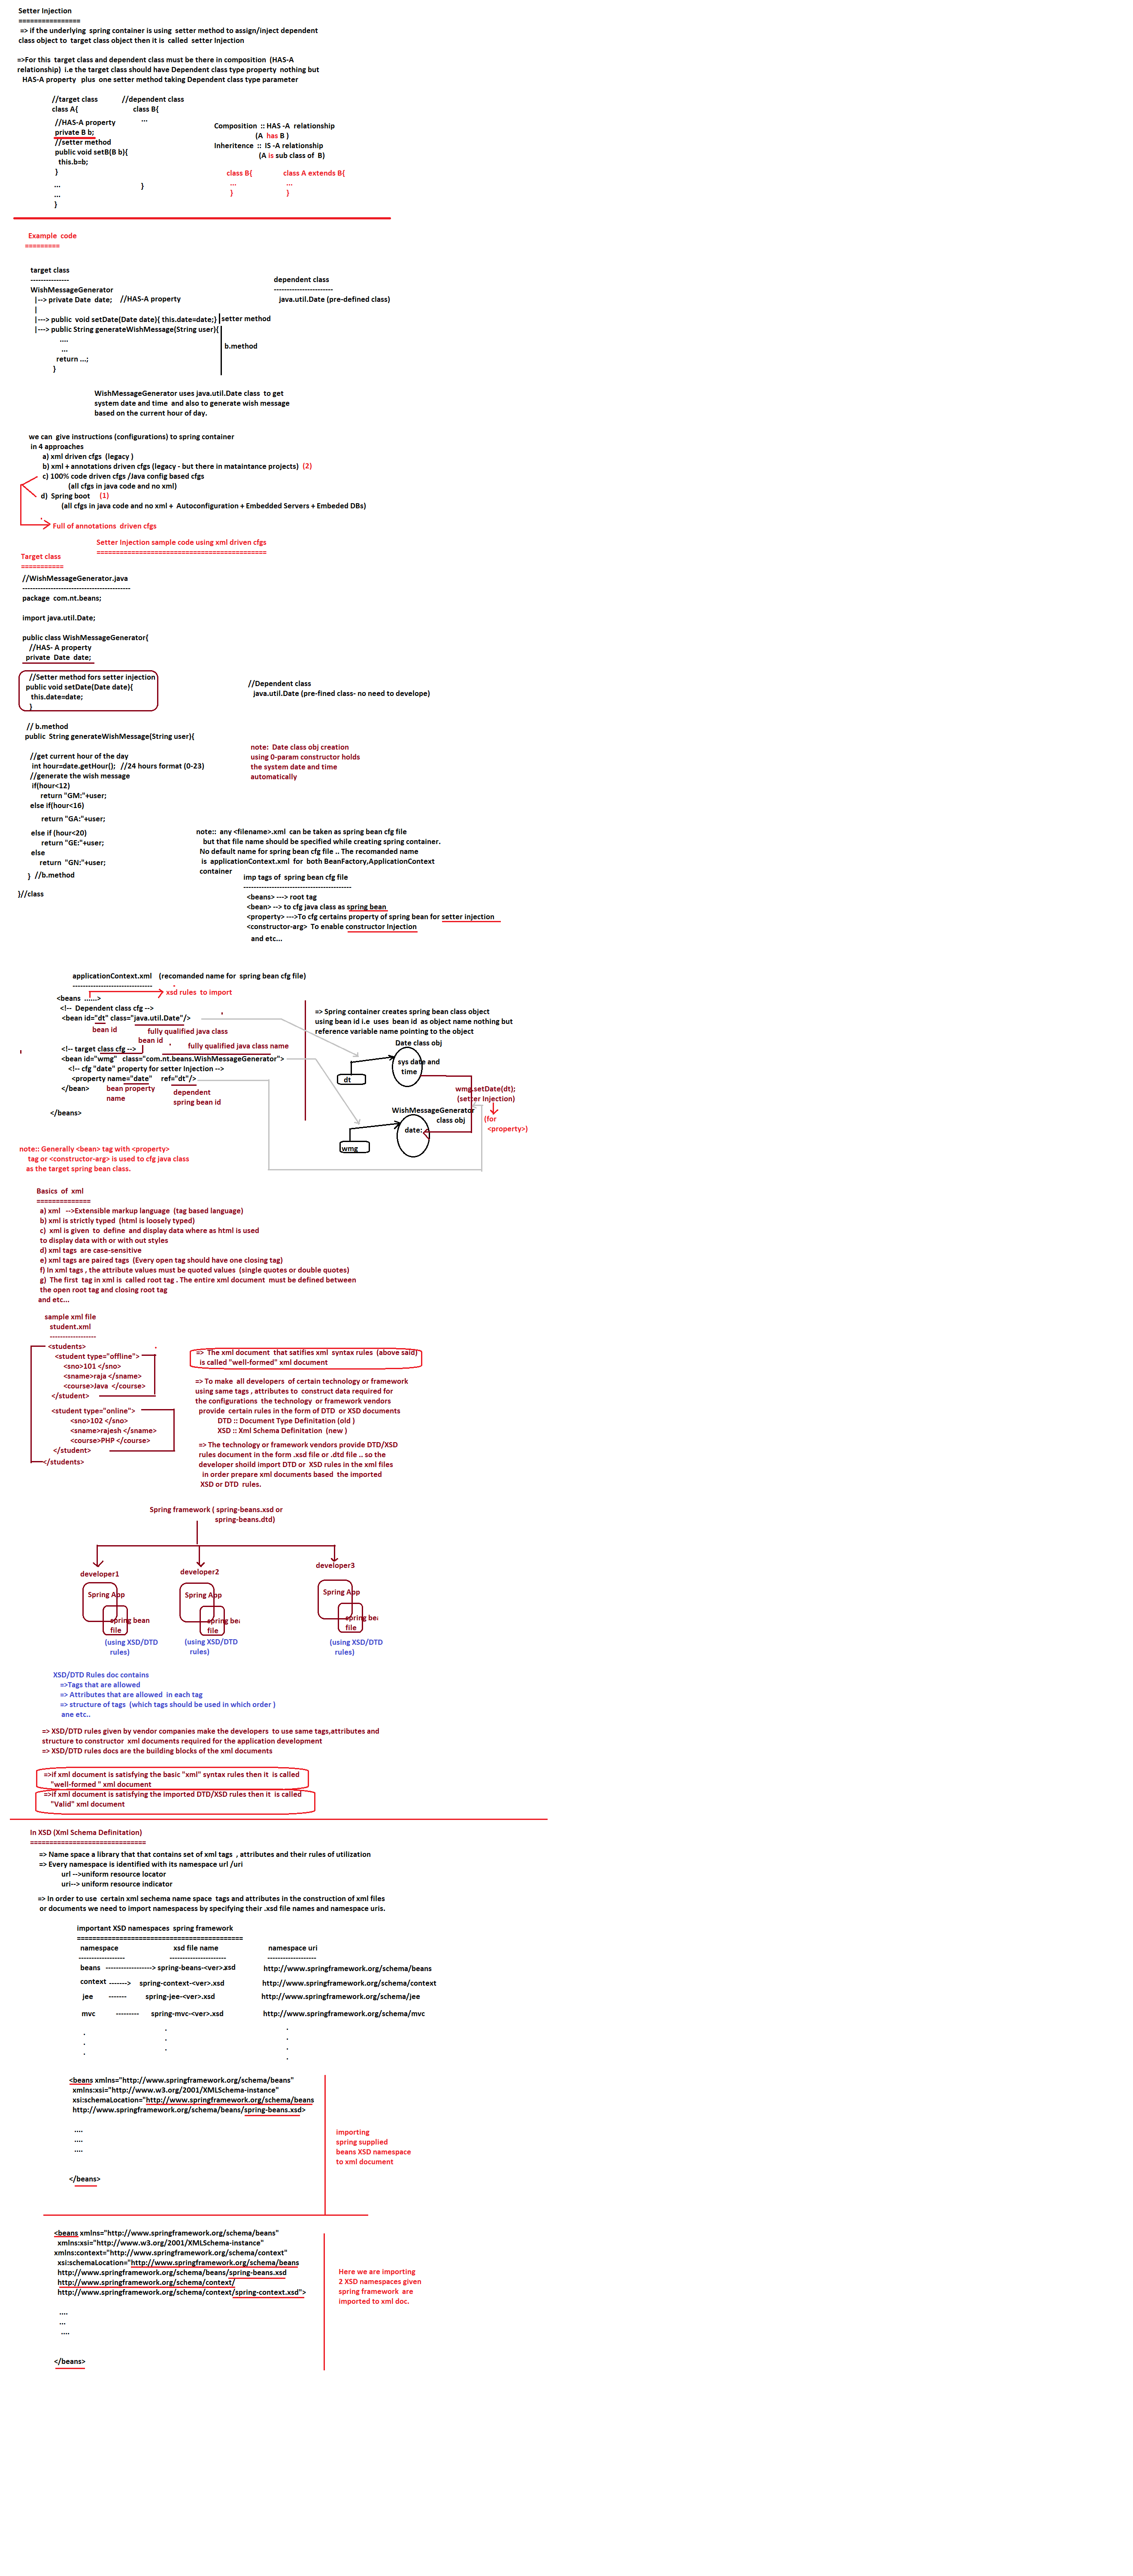 Setter Injection
================
=> if the underlying  spring container is using  setter method to assign/inject dependent
class object to  target class object then it is  called  setter Injection
=>For this  target class and dependent class must be there in composition  (HAS-A
relationship)  i.e the target class should have Dependent class type property  nothing but
HAS-A property   plus  one setter method taking Dependent class type parameter
//target class
class A{
//HAS-A property
private B b;
//setter method
public void setB(B b){
this.b=b;
}
...
...
}
//dependent class
class B{
...
}
Composition  :: HAS -A  relationship
(A  has B )
Inheritence  ::  IS -A relationship
(A is sub class of  B)
class B{
...
}
class A extends B{
...
}
Example  code
=========
target class
---------------
WishMessageGenerator
|--> private Date  date;   //HAS-A property
|
|---> public  void setDate(Date date){ this.date=date;} setter method
|---> public String generateWishMessage(String user){
....
...
return ...;
}
b.method
dependent class
-----------------------
java.util.Date (pre-defined class)
WishMessageGenerator uses java.util.Date class  to get
system date and time  and also to generate wish message
based on the current hour of day.
we can  give instructions (configurations) to spring container
in 4 approaches
a) xml driven cfgs  (legacy )
b) xml + annotations driven cfgs (legacy - but there in mataintance projects)  (2)
c) 100% code driven cfgs /Java config based cfgs
(all cfgs in java code and no xml)
d)  Spring boot    (1)
(all cfgs in java code and no xml +  Autoconfiguration + Embedded Servers + Embeded DBs)
Full of annotations  driven cfgs
Setter Injection sample code using xml driven cfgs
============================================
Target class
===========
//WishMessageGenerator.java
------------------------------------------
package  com.nt.beans;
import java.util.Date;
public class WishMessageGenerator{
//HAS- A property
private  Date  date;
//Setter method fors setter injection
public void setDate(Date date){
this.date=date;
}
//Dependent class
java.util.Date (pre-fined class- no need to develope)
// b.method
public  String generateWishMessage(String user){
//get current hour of the day
int hour=date.getHour();   //24 hours format (0-23)
//generate the wish message
if(hour<12)
return "GM:"+user;
else if(hour<16)
return "GA:"+user;
else if (hour<20)
return "GE:"+user;
else
return  "GN:"+user;
}  //b.method
}//class
note:  Date class obj creation
using 0-param constructor holds
the system date and time
automatically
note::  any <filename>.xml  can be taken as spring bean cfg file
but that file name should be specified while creating spring container.
No default name for spring bean cfg file .. The recomanded name
is  applicationContext.xml  for  both BeanFactory,ApplicationContext
container
imp tags of  spring bean cfg file
------------------------------------------
<beans> ---> root tag
<bean> --> to cfg java class as spring bean
<property> --->To cfg certains property of spring bean for setter injection
<constructor-arg>  To enable constructor Injection
and etc...
applicationContext.xml   (recomanded name for  spring bean cfg file)
-------------------------------
xsd rules  to import
<beans  ......>
<!--  Dependent class cfg -->
<bean id="dt" class="java.util.Date"/>
bean id
fully qualified java class
bean id
<!-- target class cfg -->
fully qualified java class name
<bean id="wmg"   class="com.nt.beans.WishMessageGenerator">
<!-- cfg "date" property for setter Injection -->
<property name="date"     ref="dt"/>
</bean>
bean property
name
dependent
spring bean id
</beans>
=> Spring container creates spring bean class object
using bean id i.e  uses  bean id  as object name nothing but
reference variable name pointing to the object
Date class obj
sys date and
time
dt
wmg.setDate(dt);
(setter injection)
WishMessageGenerator
class obj
(for
<property>)
date:
wmg
note:: Generally <bean> tag with <property>
tag or <constructor-arg> is used to cfg java class
as the target spring bean class.
Basics  of  xml
==============
a) xml   -->Extensible markup language  (tag based language)
b) xml is strictly typed  (html is loosely typed)
c)  xml is given  to  define  and display data where as html is used
to display data with or with out styles
d) xml tags  are case-sensitive
e) xml tags are paired tags  (Every open tag should have one closing tag)
f) In xml tags , the attribute values must be quoted values  (single quotes or double quotes)
g)  The first  tag in xml is  called root tag . The entire xml document  must be defined between
the open root tag and closing root tag
and etc...
sample xml file
student.xml
------------------
<students>
<student type="offline">
<sno>101 </sno>
<sname>raja </sname>
<course>Java  </course>
</student>
<student type="online">
<sno>102 </sno>
<sname>rajesh </sname>
<course>PHP </course>
</student>
</students>
=>  The xml document  that satifies xml  syntax rules  (above said)
is called "well-formed" xml document
=> To make  all developers  of certain technology or framework
using same tags , attributes to  construct data required for
the configurations  the technology  or framework vendors
provide  certain rules in the form of DTD  or XSD documents
DTD :: Document Type Definitation (old )
XSD :: Xml Schema Definitation  (new )
=> The technology or framework vendors provide DTD/XSD
rules document in the form .xsd file or .dtd file .. so the
developer shoild import DTD or  XSD rules in the xml files
in order prepare xml documents based  the imported
XSD or DTD  rules.
Spring framework ( spring-beans.xsd or
spring-beans.dtd)
developer1
developer2
developer3
Spring App
Spring App
Spring App
spring bean
file
spring bea
file
spring bea
file
(using XSD/DTD
rules)
(using XSD/DTD
rules)
(using XSD/DTD
rules)
XSD/DTD Rules doc contains
=>Tags that are allowed
=> Attributes that are allowed  in each tag
=> structure of tags  (which tags should be used in which order )
ane etc..
=> XSD/DTD rules given by vendor companies make the developers  to use same tags,attributes and
structure to constructor  xml documents required for the application development
=> XSD/DTD rules docs are the building blocks of the xml documents
=>if xml document is satisfying the basic "xml" syntax rules then it  is called
"well-formed " xml document
=>if xml document is satisfying the imported DTD/XSD rules then it  is called
"Valid" xml document
In XSD (Xml Schema Definitation)
==============================
=> Name space a library that that contains set of xml tags  , attributes and their rules of utilization
=> Every namespace is identified with its namespace url /uri
url -->uniform resource locator
uri--> uniform resource indicator
=> In order to use  certain xml sechema name space  tags and attributes in the construction of xml files
or documents we need to import namespacess by specifying their .xsd file names and namespace uris.
important XSD namespaces  spring framework
===========================================
namespace    xsd file name    namespace uri
------------------    ----------------------    -------------------
beans   ------------------> spring-beans-<ver>.xsd    http://www.springframework.org/schema/beans
context ------->    spring-context-<ver>.xsd    http://www.springframework.org/schema/context
jee    -------    spring-jee-<ver>.xsd    http://www.springframework.org/schema/jee
mvc    ---------    spring-mvc-<ver>.xsd    http://www.springframework.org/schema/mvc
.    .    .
.    .    .
.    .    .
.
<beans xmlns="http://www.springframework.org/schema/beans"
xmlns:xsi="http://www.w3.org/2001/XMLSchema-instance"
xsi:schemaLocation="http://www.springframework.org/schema/beans
http://www.springframework.org/schema/beans/spring-beans.xsd>
....
....
....
</beans>
importing
spring supplied
beans XSD namespace
to xml document
<beans xmlns="http://www.springframework.org/schema/beans"
xmlns:xsi="http://www.w3.org/2001/XMLSchema-instance"
xmlns:context="http://www.springframework.org/schema/context"
xsi:schemaLocation="http://www.springframework.org/schema/beans
http://www.springframework.org/schema/beans/spring-beans.xsd
http://www.springframework.org/schema/context/
http://www.springframework.org/schema/context/spring-context.xsd">
....
...
....
</beans>
Here we are importing
2 XSD namespaces given
spring framework  are
imported to xml doc.